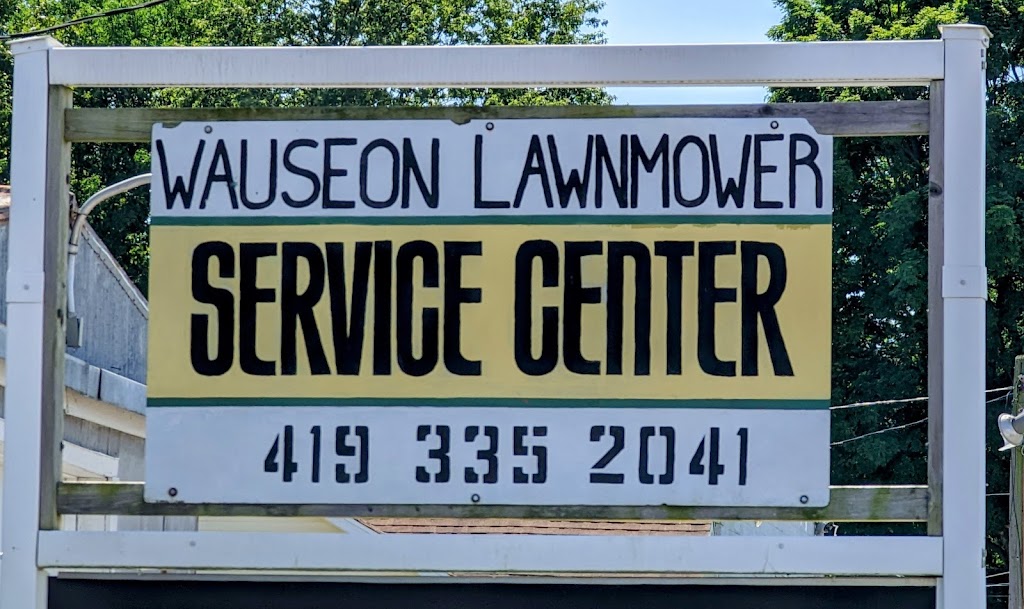 WAUSEON LAWNMOWER
SERVICE CENTER
419 335 2041